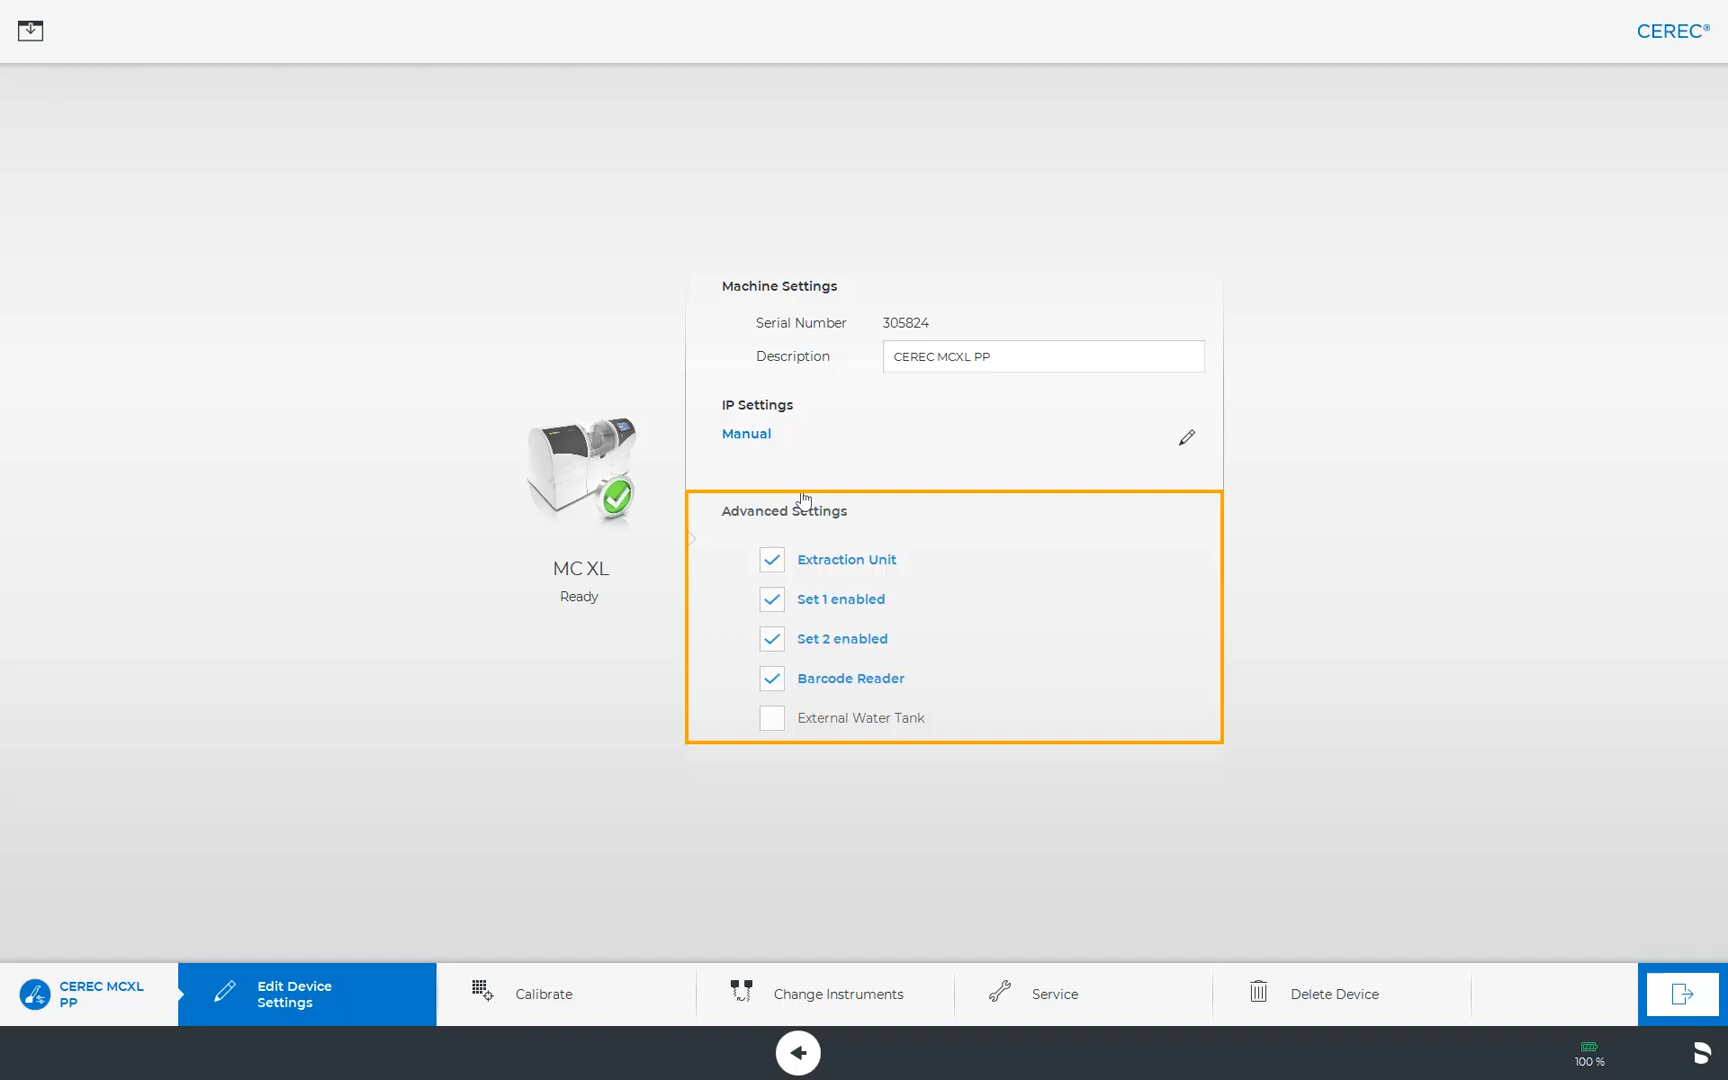 CEREC®
Machine Settings
Serial Number 305824
Description CEREC MCXL PP
IP Settings
Manual
Advanced Settings
Extraction Unit
Set 1 enabled
Set 2 enabled
Barcode Reader
External Water Tank
MC XL
Ready
CEREC MCXL
PP
Edit Device
Settings
Calibrate
Change Instruments
Service
Delete Device
100 %